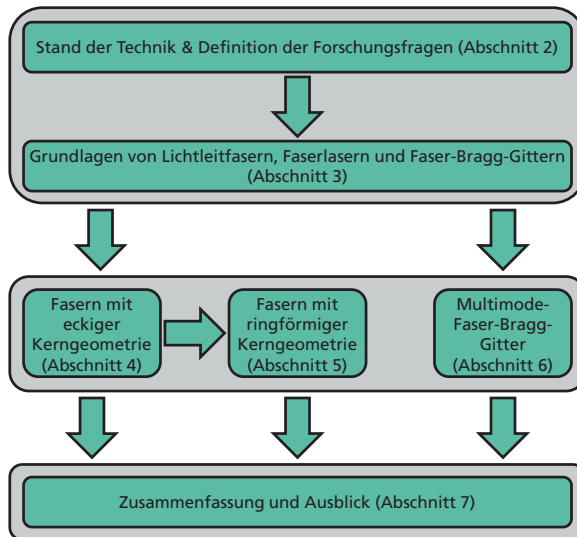 Stand der Technik & Definition der Forschungsfragen (Abschnitt 2)
Grundlagen von Lichtleitfasern, Faserlasern und Faser-Bragg-Gittern
(Abschnitt 3)
Fasern mit
eckiger
Kerngeometrie
(Abschnitt 4)
Fasern mit
ringförmiger
Kerngeometrie
(Abschnitt 5)
Multimode-
Faser-Bragg-
Gitter
(Abschnitt 6)
Zusammenfassung und Ausblick (Abschnitt 7)